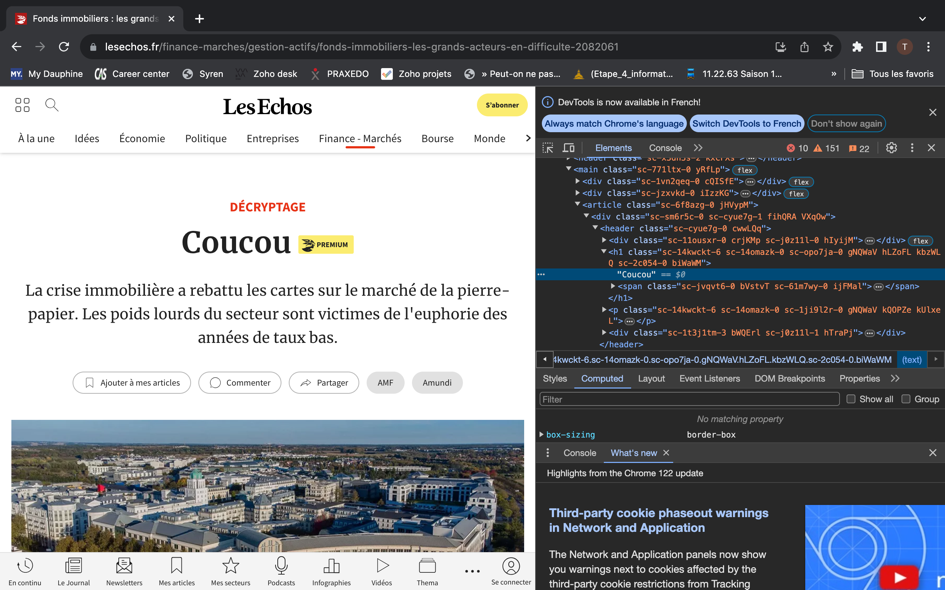 Fonds immobiliers : les grands
lesechos.fr/finance-marches/gestion-actifs/fonds-immobiliers-les-grands-acteurs-en-difficulte-2082061
T
MY. My Dauphine
Career center
Syren
Zoho desk
PRAXEDO
Zoho projets
» Peut-on ne pas...
(Etape_4_informat...
11.22.63 Saison 1...
»
Tous les favoris
Les Echos
S'abonner
À la une
Idées
Économie
Politique
Entreprises
Finance - Marchés
Bourse
Monde
DÉCRYPTAGE
Coucou
PREMIUM
La crise immobilière a rebattu les cartes sur le marché de la pierre-
papier. Les poids lourds du secteur sont victimes de l'euphorie des
années de taux bas.
Ajouter à mes articles
Commenter
Partager
AMF
Amundi
En continu
Le Journal
Newsletters
Mes articles
Mes secteurs
Podcasts
Infographies
Vidéos
Thema
Se connecter
DevTools is now available in French!
Always match Chrome's language
Switch DevTools to French
Don't show again
Elements
Console
10
151
22
<main class="sc-771ltx-0 yRfLp"> flex
<div class="sc-1vn2qeq-0 cQISfE"> … </div> flex
<div class="sc-jzxvkd-0 iIzzKG"> … </div> flex
<article class="sc-6f8azg-0 jHVypM">
<div class="sc-sm6r5c-0 sc-cyue7g-1 fihQRA VXqOw">
<header class="sc-cyue7g-0 cwwLQq">
<div class="sc-11ousxr-0 crjKMp sc-j0z11l-0 hIyijM"> … </div> flex
<h1 class="sc-14kwckt-6 sc-14omazk-0 sc-opo7ja-0 gNQWaV hLZoFL kbzWL
Q sc-2c054-0 biWaWM">
"Coucou" == $0
<span class="sc-jvqvt6-0 bVstvT sc-61m7wy-0 ijFMal"> … </span>
</h1>
<p class="sc-14kwckt-6 sc-14omazk-0 sc-1ji9l2r-0 gNQWaV kQOPZe kUlxe
L"> … </p>
<div class="sc-1t3j1tm-3 bWQErl sc-j0z11l-1 hTraPj"> … </div>
</header>
4kwckt-6.sc-14omazk-0.sc-opo7ja-0.gNQWaV.hLZoFL.kbzWLQ.sc-2c054-0.biWaWM
(text)
Styles
Computed
Layout
Event Listeners
DOM Breakpoints
Properties
Filter
Show all
Group
No matching property
box-sizing
border-box
Console
What's new
Highlights from the Chrome 122 update
Third-party cookie phaseout warnings
in Network and Application
The Network and Application panels now show
you warnings next to cookies affected by the
third-party cookie restrictions from Tracking